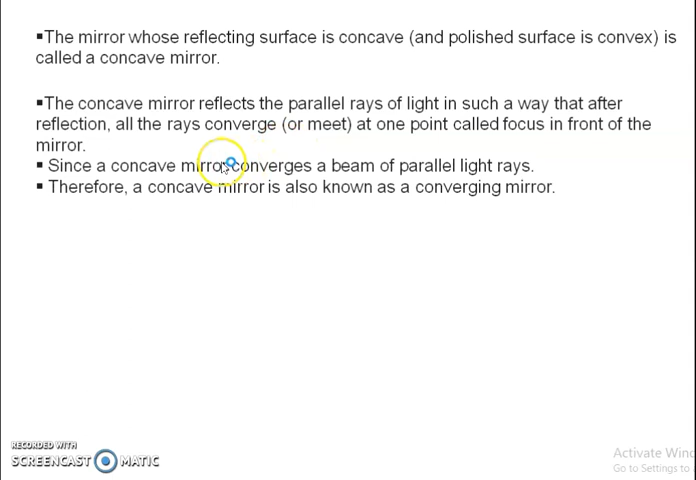 ▪The mirror whose reflecting surface is concave (and polished surface is convex) is
called a concave mirror.
▪The concave mirror reflects the parallel rays of light in such a way that after
reflection, all the rays converge (or meet) at one point called focus in front of the
mirror.
▪ Since a concave mirror converges a beam of parallel light rays.
▪ Therefore, a concave mirror is also known as a converging mirror.
RECORDED WITH
SCREENCAST MATIC
Activate Wind
Go to Settings to